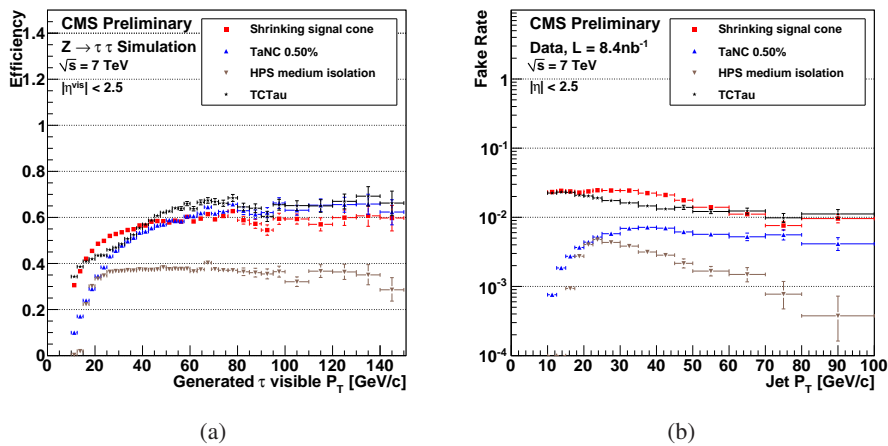 CMS Preliminary
Z → τ τ Simulation
√s = 7 TeV
|η^vis| < 2.5
Shrinking signal cone
TaNC 0.50%
HPS medium isolation
TCTau
Efficiency
1.4
1.2
1
0.8
0.6
0.4
0.2
0
0 20 40 60 80 100 120 140
Generated τ visible P_T [GeV/c]
(a)
CMS Preliminary
Data, L = 8.4nb^-1
√s = 7 TeV
|η| < 2.5
Shrinking signal cone
TaNC 0.50%
HPS medium isolation
TCTau
Fake Rate
1
10^-1
10^-2
10^-3
10^-4
0 10 20 30 40 50 60 70 80 90 100
Jet P_T [GeV/c]
(b)